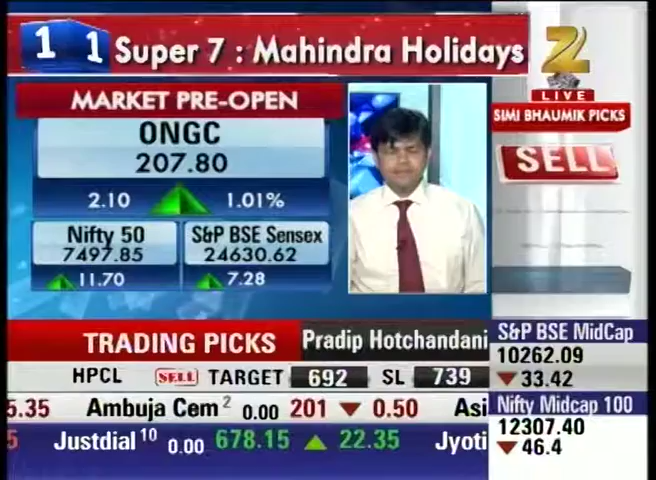 1 1 Super 7 : Mahindra Holidays
Z
LIVE
MARKET PRE-OPEN
ONGC
207.80
2.10 1.01%
Nifty 50
7497.85
11.70
S&P BSE Sensex
24630.62
7.28
SIMI BHAUMIK PICKS
SELL
TRADING PICKS Pradip Hotchandani
HPCL SELL TARGET 692 SL 739
S&P BSE MidCap
10262.09
33.42
Nifty Midcap 100
12307.40
46.4
5.35 Ambuja Cem 2 0.00 201 0.50 Asi
5 Justdial 10 0.00 678.15 22.35 Jyoti